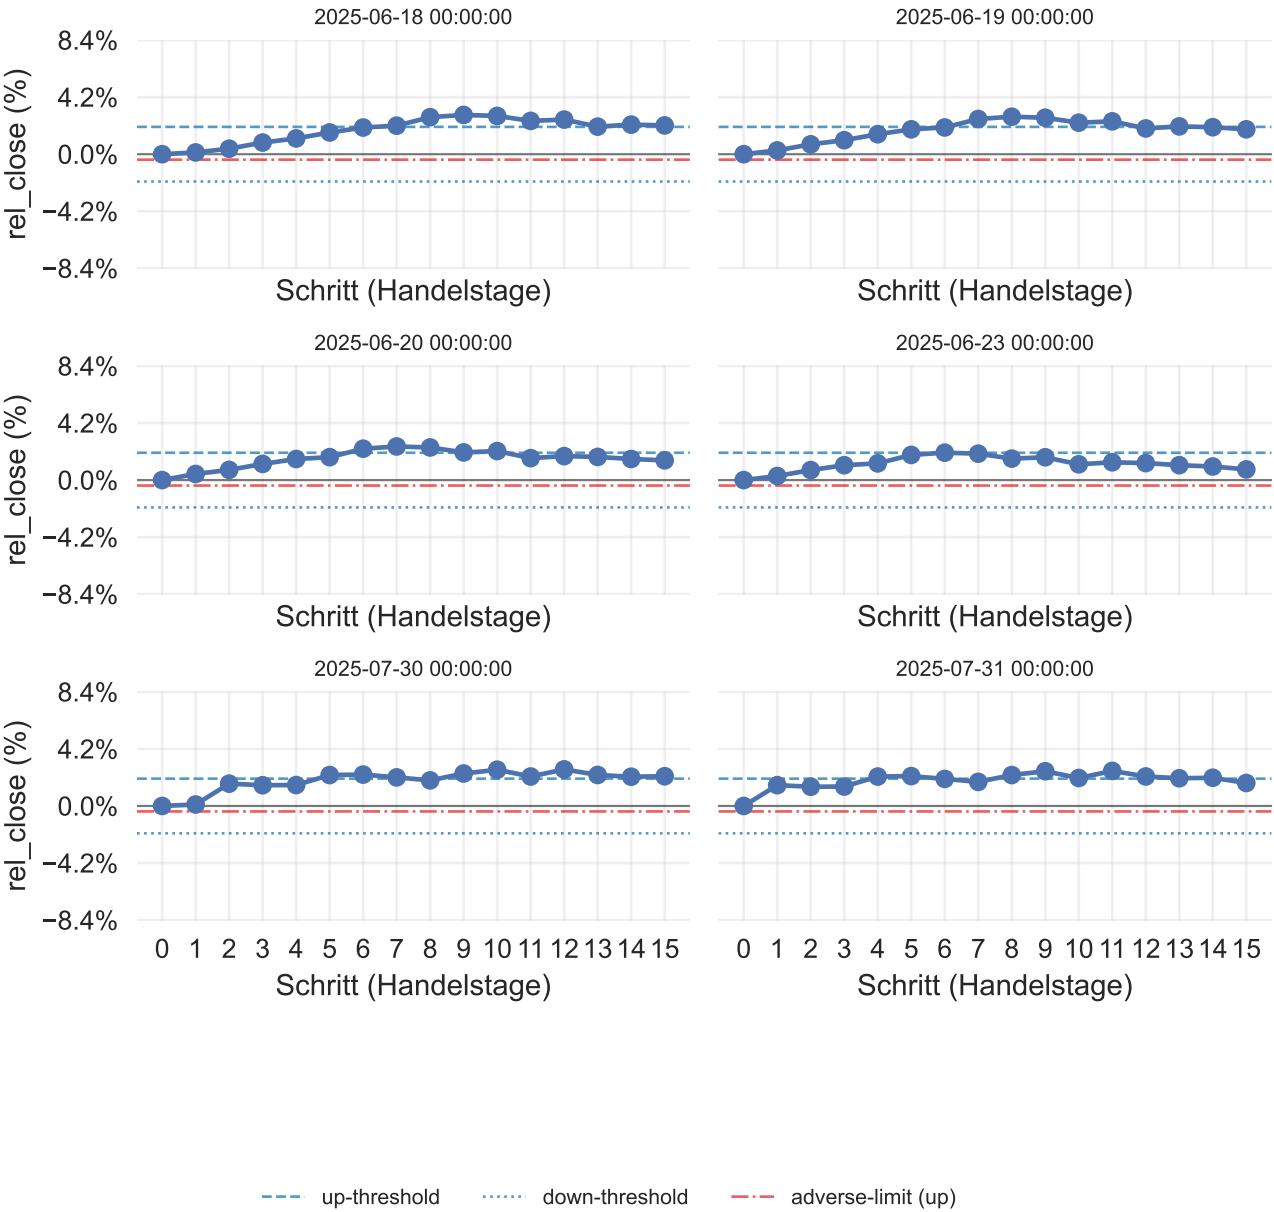 2025-06-18 00:00:00
2025-06-19 00:00:00
8.4%
4.2%
0.0%
−4.2%
−8.4%
rel_close (%)
Schritt (Handelstage)
Schritt (Handelstage)
2025-06-20 00:00:00
2025-06-23 00:00:00
8.4%
4.2%
0.0%
−4.2%
−8.4%
rel_close (%)
Schritt (Handelstage)
Schritt (Handelstage)
2025-07-30 00:00:00
2025-07-31 00:00:00
8.4%
4.2%
0.0%
−4.2%
−8.4%
rel_close (%)
0 1 2 3 4 5 6 7 8 9 10 11 12 13 14 15
0 1 2 3 4 5 6 7 8 9 10 11 12 13 14 15
Schritt (Handelstage)
Schritt (Handelstage)
up-threshold
down-threshold
adverse-limit (up)